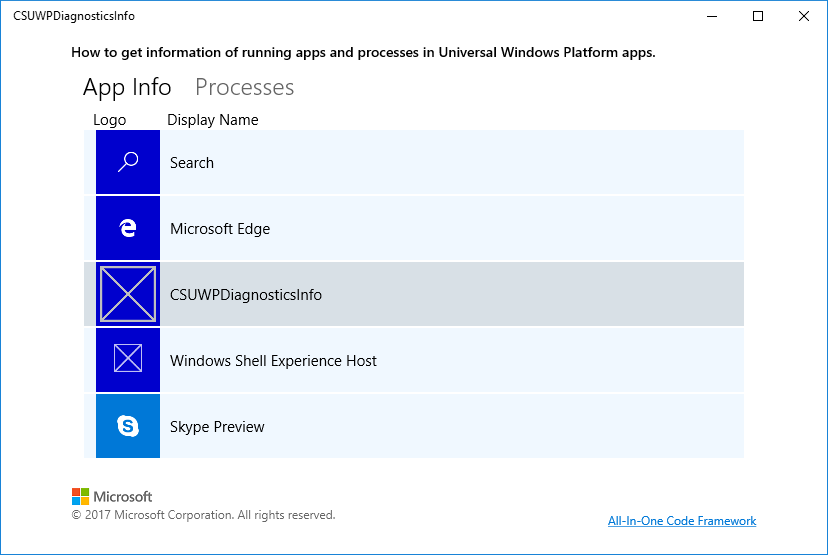 CSUWPDiagnosticsInfo
How to get information of running apps and processes in Universal Windows Platform apps.
App Info Processes
Logo Display Name
Search
Microsoft Edge
CSUWPDiagnosticsInfo
Windows Shell Experience Host
Skype Preview
Microsoft
© 2017 Microsoft Corporation. All rights reserved.
All-In-One Code Framework